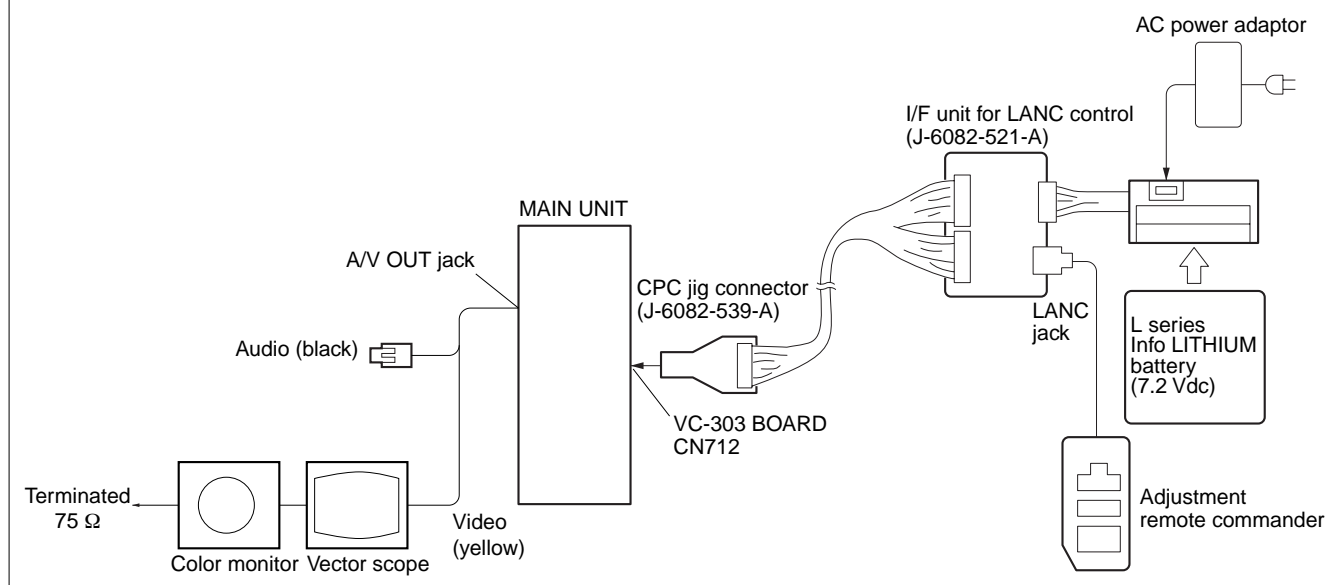 AC power adaptor
I/F unit for LANC control
(J-6082-521-A)
MAIN UNIT
A/V OUT jack
CPC jig connector
(J-6082-539-A)
LANC
jack
L series
Info LITHIUM
battery
(7.2 Vdc)
Audio (black)
VC-303 BOARD
CN712
Terminated
75 Ω
Video
(yellow)
Color monitor
Vector scope
Adjustment
remote commander